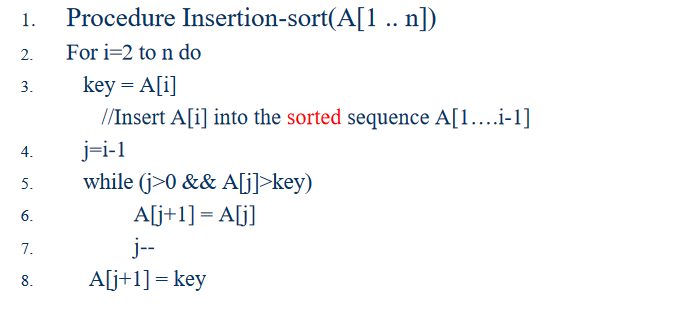 1. Procedure Insertion-sort(A[1 .. n])
2. For i=2 to n do
3. key = A[i]
//Insert A[i] into the sorted sequence A[1….i-1]
4. j=i-1
5. while (j>0 && A[j]>key)
6. A[j+1] = A[j]
7. j--
8. A[j+1] = key